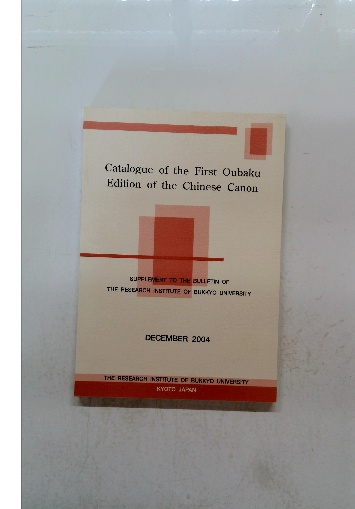 Catalogue of the First Oubaku
Edition of the Chinese Canon
SUPPLEMENT TO THE BULLETIN OF
THE RESEARCH INSTITUTE OF BUKKYO UNIVERSITY
DECEMBER 2004
THE RESEARCH INSTITUTE OF BUKKYO UNIVERSITY
KYOTO JAPAN